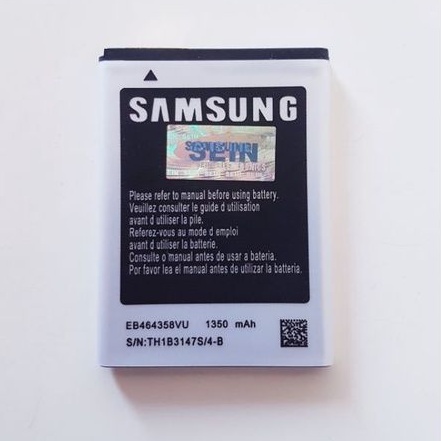 SAMSUNG
SEIN
Please refer to manual before using battery.
Veuillez consulter le guide d utilisation
avant d utiliser la pile.
Referez-vous au mode d emploi
avant d utiliser la batterie.
Consulte o manual antes de usar a bateria.
Por favor lea el manual antes de utilizar la batteria.
EB464358VU 1350 mAh
S/N:TH1B3147S/4-B